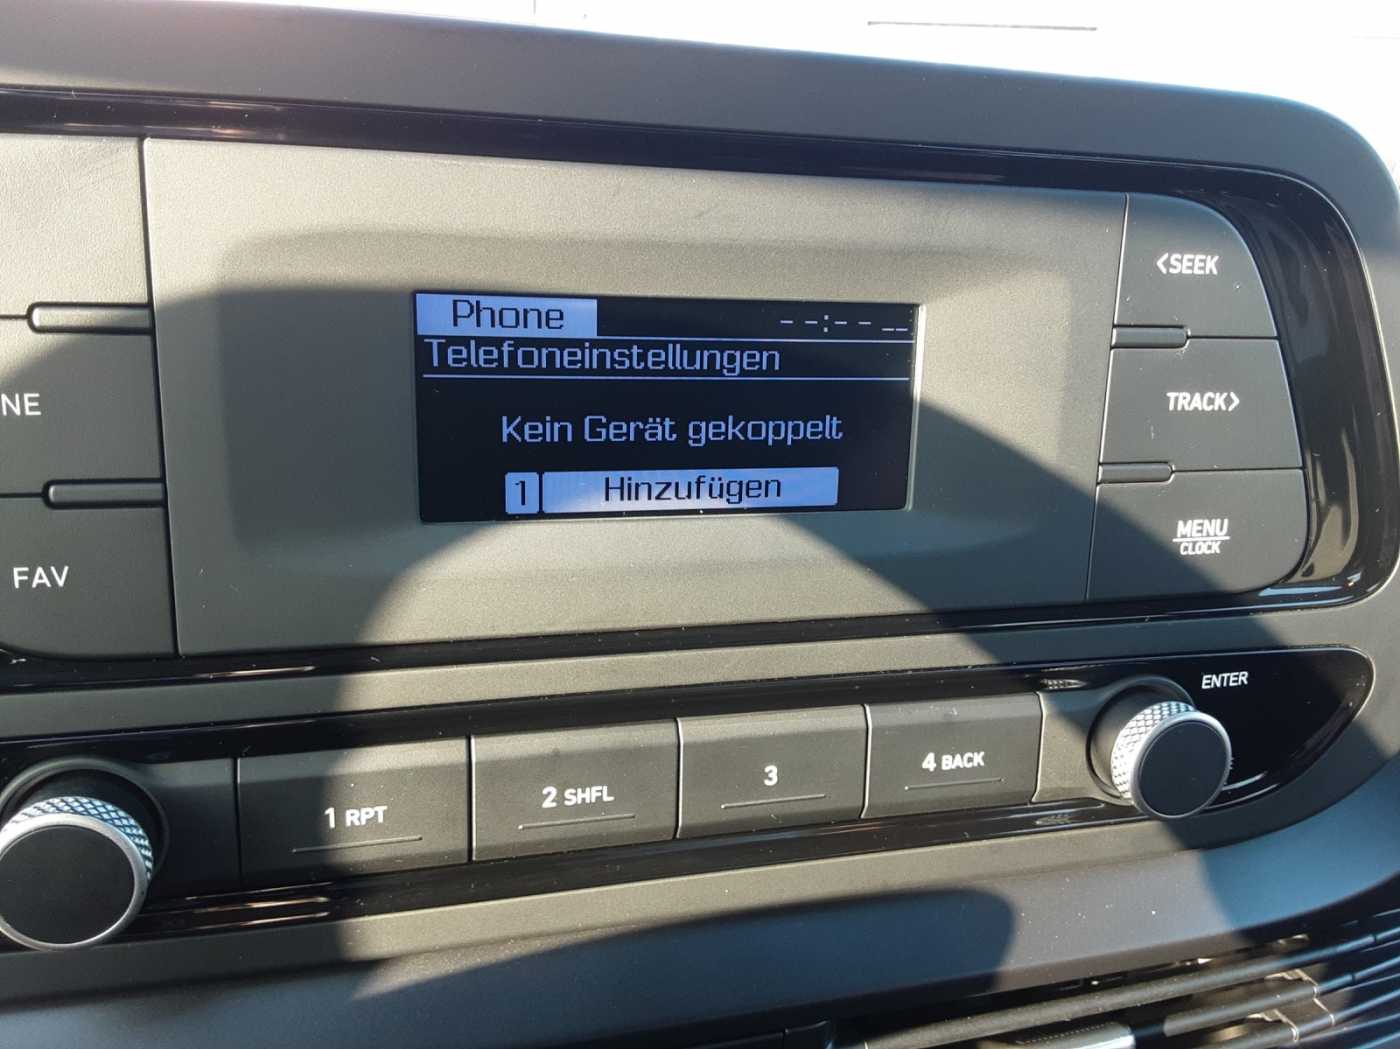 Phone
--:-- __
Telefoneinstellungen
Kein Gerät gekoppelt
1 Hinzufügen
<SEEK
TRACK>
MENU
CLOCK
NE
FAV
ENTER
1 RPT
2 SHFL
3
4 BACK